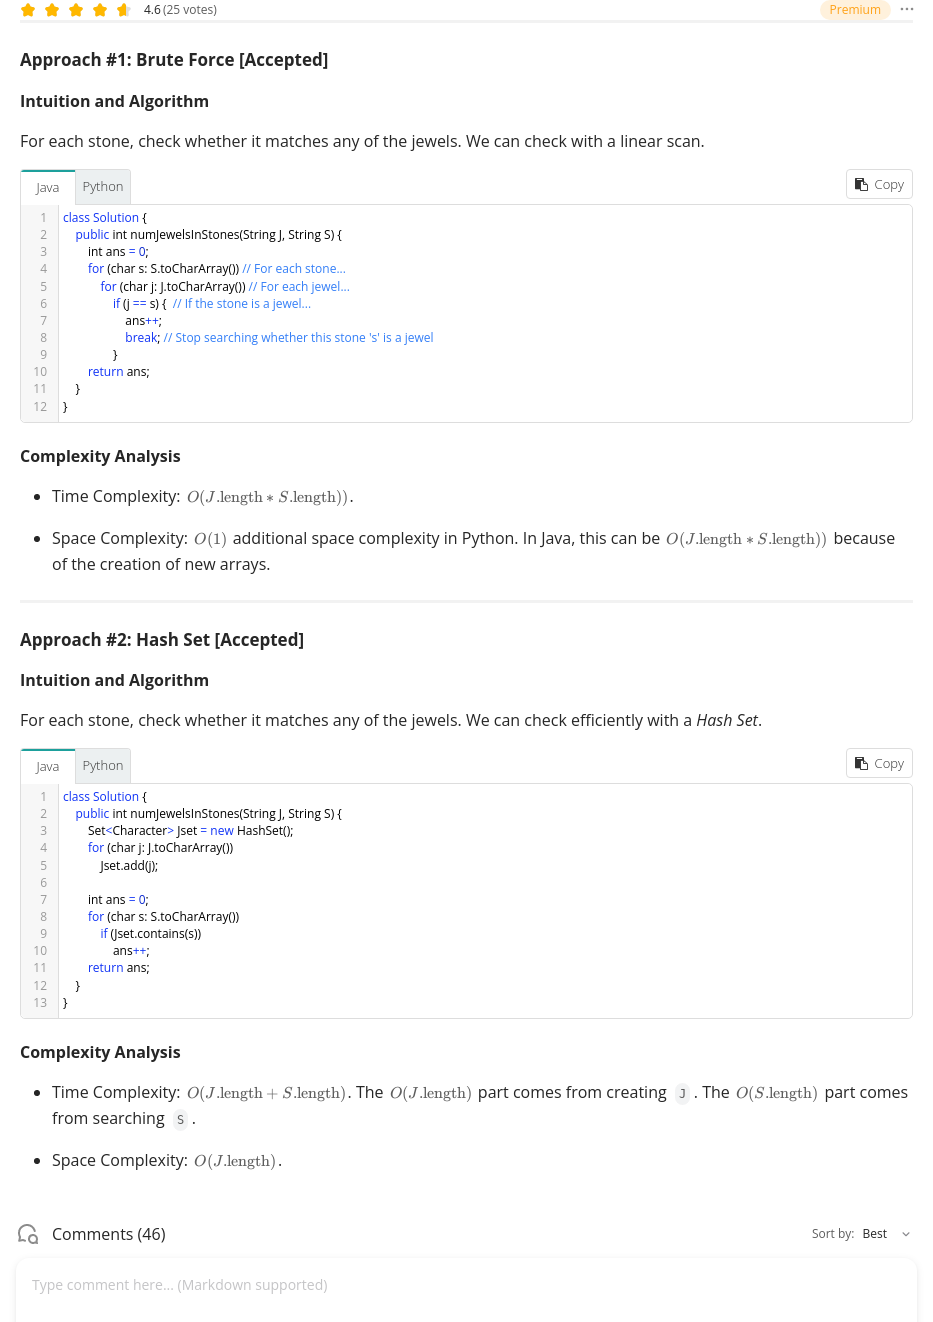 4.6 (25 votes)
Premium
Approach #1: Brute Force [Accepted]
Intuition and Algorithm
For each stone, check whether it matches any of the jewels. We can check with a linear scan.
Java Python Copy
1 class Solution {
2 public int numJewelsInStones(String J, String S) {
3 int ans = 0;
4 for (char s: S.toCharArray()) // For each stone...
5 for (char j: J.toCharArray()) // For each jewel...
6 if (j == s) { // If the stone is a jewel...
7 ans++;
8 break; // Stop searching whether this stone 's' is a jewel
9 }
10 return ans;
11 }
12 }
Complexity Analysis
• Time Complexity: O(J.length * S.length)).
• Space Complexity: O(1) additional space complexity in Python. In Java, this can be O(J.length * S.length)) because
of the creation of new arrays.
Approach #2: Hash Set [Accepted]
Intuition and Algorithm
For each stone, check whether it matches any of the jewels. We can check efficiently with a Hash Set.
Java Python Copy
1 class Solution {
2 public int numJewelsInStones(String J, String S) {
3 Set<Character> Jset = new HashSet();
4 for (char j: J.toCharArray())
5 Jset.add(j);
6
7 int ans = 0;
8 for (char s: S.toCharArray())
9 if (Jset.contains(s))
10 ans++;
11 return ans;
12 }
13 }
Complexity Analysis
• Time Complexity: O(J.length + S.length). The O(J.length) part comes from creating J . The O(S.length) part comes
from searching S .
• Space Complexity: O(J.length).
Comments (46)
Sort by: Best
Type comment here... (Markdown supported)